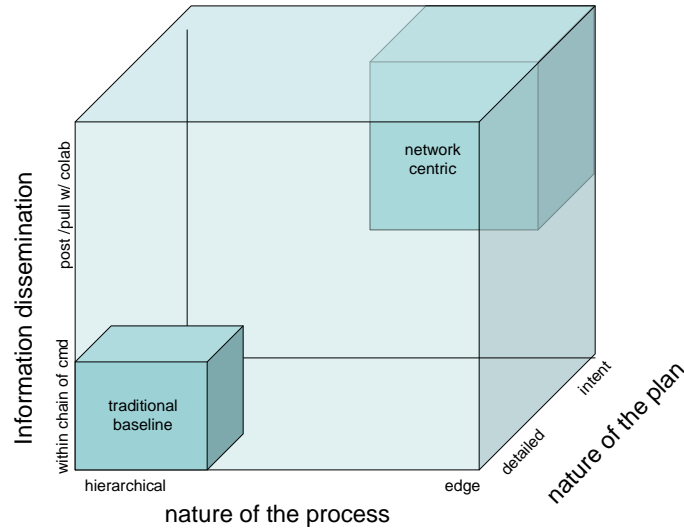 network
centric
Information dissemination
post /pull w/ colab
within chain of cmd
traditional
baseline
hierarchical
edge
detailed
intent
nature of the process
nature of the plan